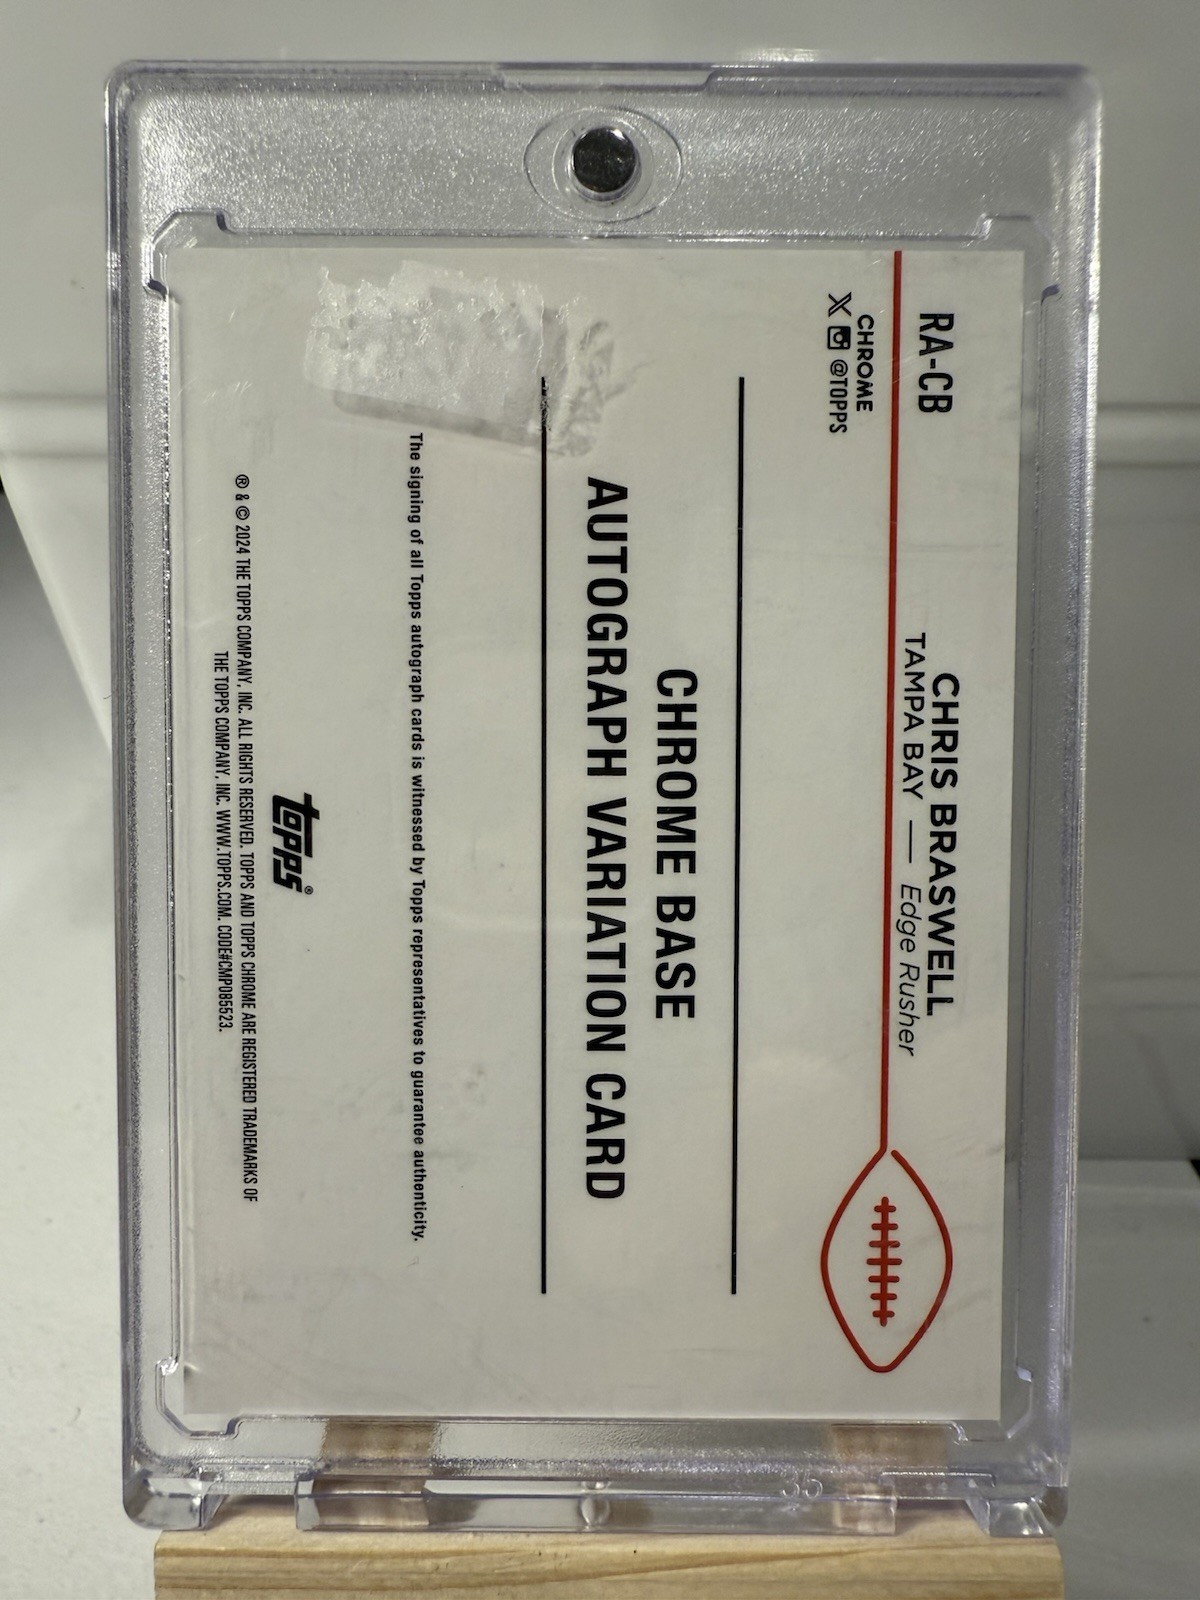 RA-CB
CHRIS BRASWELL
TAMPA BAY — Edge Rusher
CHROME
X @TOPPS
CHROME BASE
AUTOGRAPH VARIATION CARD
The signing of all Topps autograph cards is witnessed by Topps representatives to guarantee authenticity.
topps®
® & © 2024 THE TOPPS COMPANY, INC. ALL RIGHTS RESERVED. TOPPS AND TOPPS CHROME ARE REGISTERED TRADEMARKS OF
THE TOPPS COMPANY, INC. WWW.TOPPS.COM. CODE#CMP085523.
35